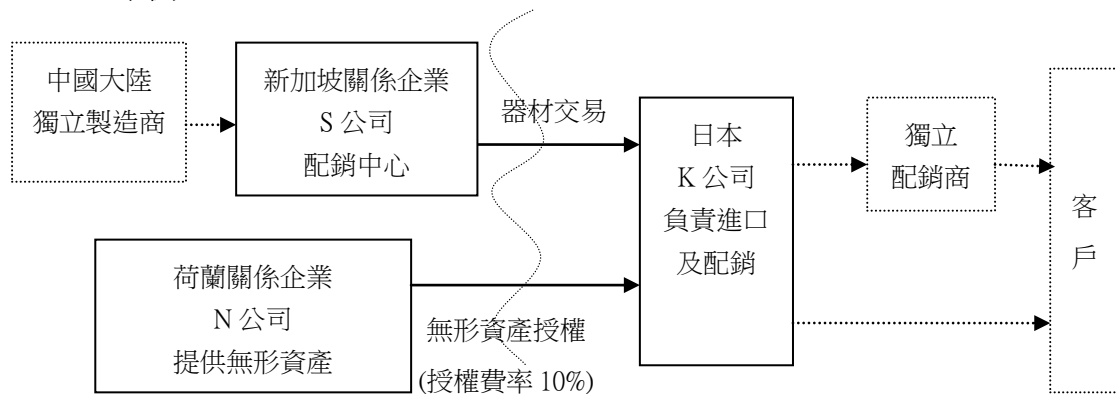 中國大陸
獨立製造商
新加坡關係企業
S 公司
配銷中心
器材交易
日本
K 公司
負責進口
及配銷
獨立
配銷商
客
戶
荷蘭關係企業
N 公司
提供無形資產
無形資產授權
(授權費率 10%)